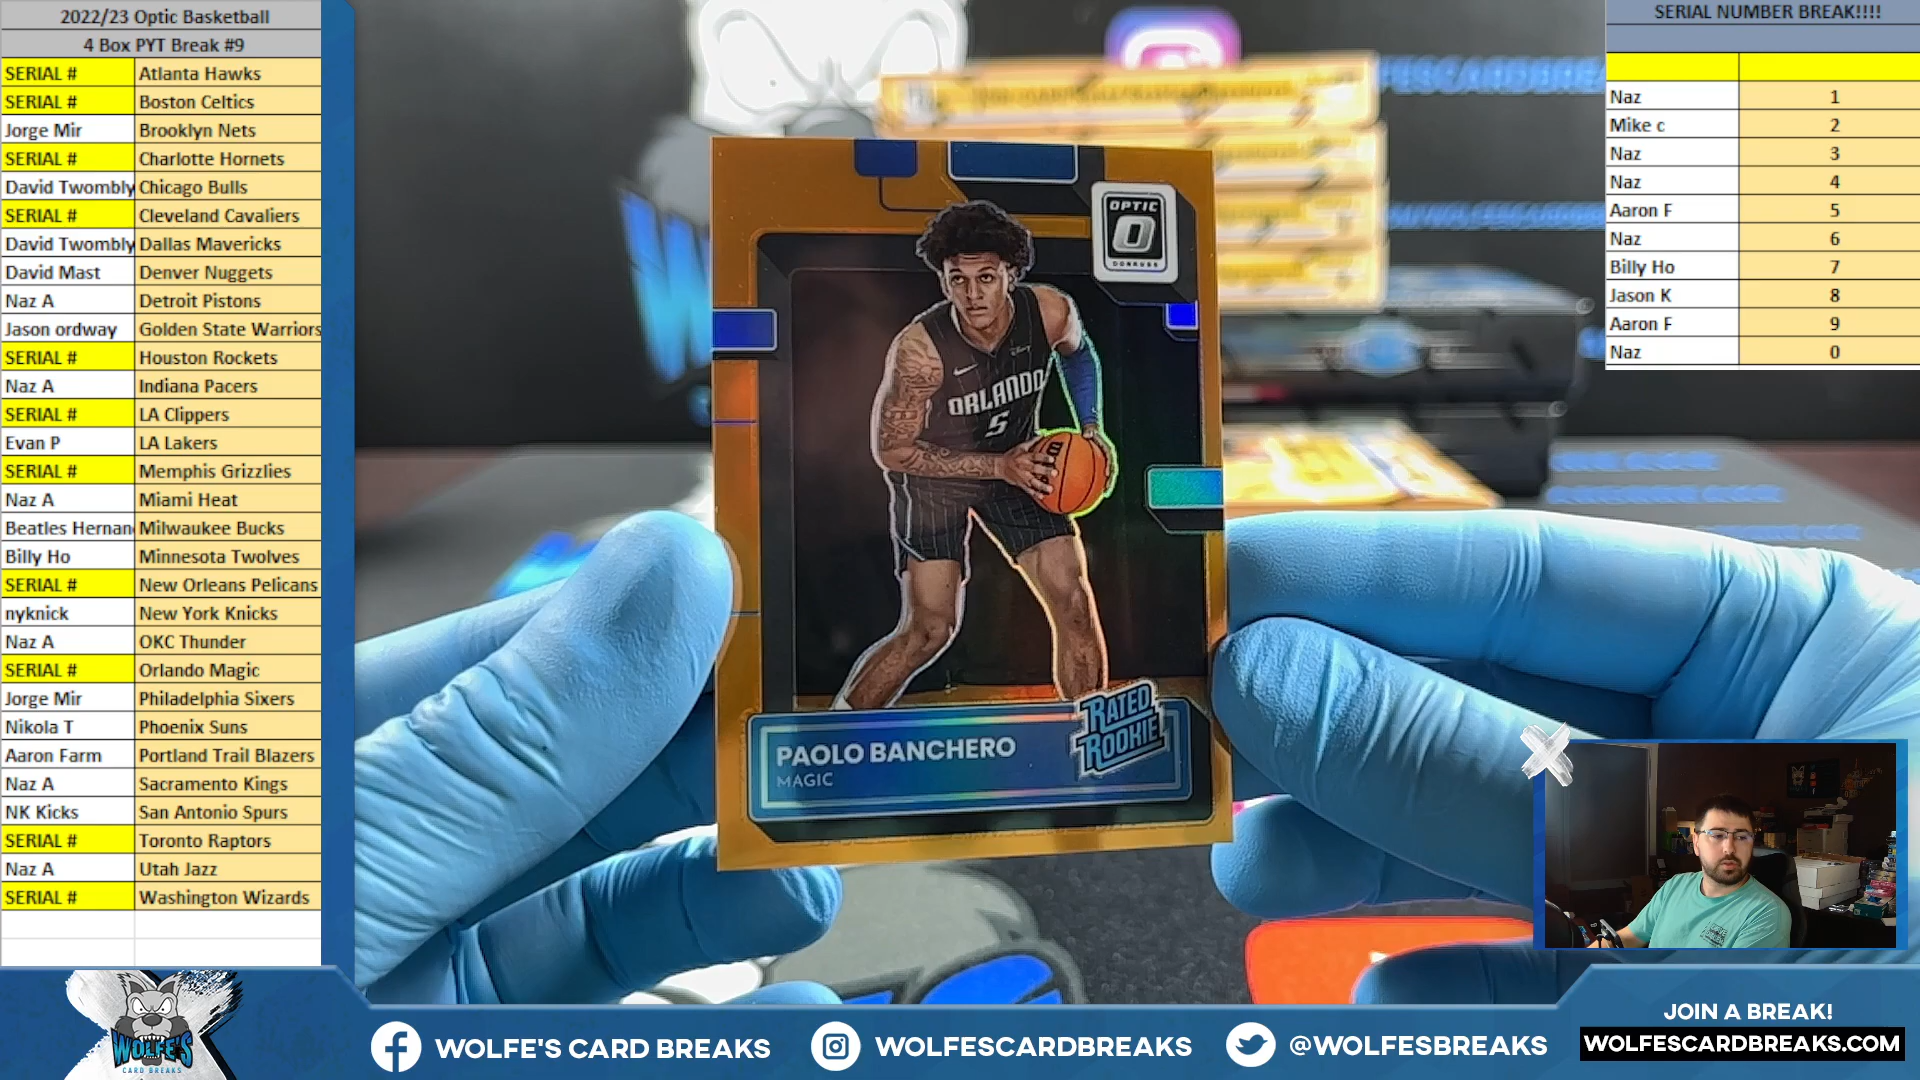 2022/23 Optic Basketball
4 Box PYT Break #9
SERIAL # Atlanta Hawks
SERIAL # Boston Celtics
Jorge Mir Brooklyn Nets
SERIAL # Charlotte Hornets
David Twombly Chicago Bulls
SERIAL # Cleveland Cavaliers
David Twombly Dallas Mavericks
David Mast Denver Nuggets
Naz A Detroit Pistons
Jason ordway Golden State Warriors
SERIAL # Houston Rockets
Naz A Indiana Pacers
SERIAL # LA Clippers
Evan P LA Lakers
SERIAL # Memphis Grizzlies
Naz A Miami Heat
Beatles Hernan Milwaukee Bucks
Billy Ho Minnesota Twolves
SERIAL # New Orleans Pelicans
nyknick New York Knicks
Naz A OKC Thunder
SERIAL # Orlando Magic
Jorge Mir Philadelphia Sixers
Nikola T Phoenix Suns
Aaron Farm Portland Trail Blazers
Naz A Sacramento Kings
NK Kicks San Antonio Spurs
SERIAL # Toronto Raptors
Naz A Utah Jazz
SERIAL # Washington Wizards
OPTIC
O
DONRUSS
ORLANDO
5
RATED
ROOKIE
PAOLO BANCHERO
MAGIC
SERIAL NUMBER BREAK!!!!
Naz 1
Mike c 2
Naz 3
Naz 4
Aaron F 5
Naz 6
Billy Ho 7
Jason K 8
Aaron F 9
Naz 0
WOLFE'S
CARD BREAKS
WOLFE'S CARD BREAKS
WOLFESCARDBREAKS
@WOLFESBREAKS
JOIN A BREAK!
WOLFESCARDBREAKS.COM